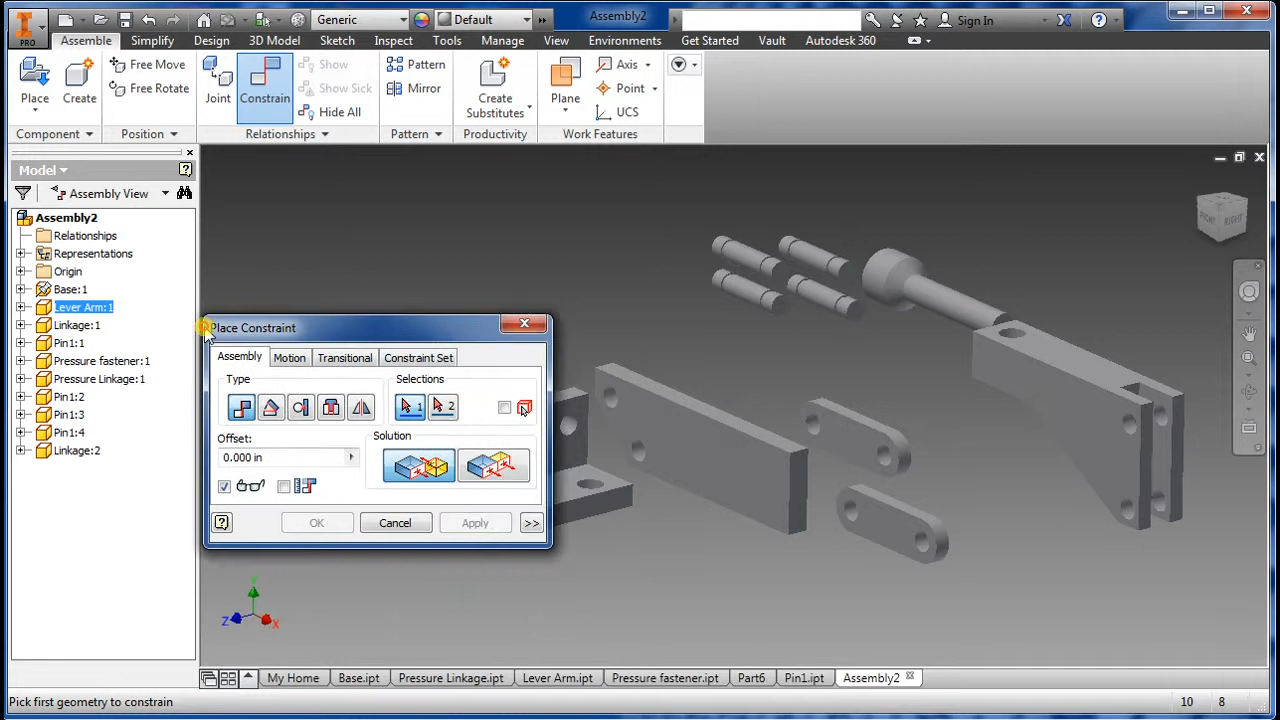 Generic
Default
Assembly2
Sign In
PRO
Assemble
Simplify
Design
3D Model
Sketch
Inspect
Tools
Manage
View
Environments
Get Started
Vault
Autodesk 360
Place
Create
Free Move
Free Rotate
Joint
Constrain
Show
Show Sick
Hide All
Pattern
Mirror
Create
Substitutes
Plane
Axis
Point
UCS
Component
Position
Relationships
Pattern
Productivity
Work Features
Model
Assembly View
Assembly2
Relationships
Representations
Origin
Base:1
Lever Arm:1
Linkage:1
Pin1:1
Pressure fastener:1
Pressure Linkage:1
Pin1:2
Pin1:3
Pin1:4
Linkage:2
Place Constraint
Assembly
Motion
Transitional
Constraint Set
Type
Selections
1
2
Offset:
Solution
0.000 in
OK
Cancel
Apply
>>
RIGHT
Y
Z
X
My Home
Base.ipt
Pressure Linkage.ipt
Lever Arm.ipt
Pressure fastener.ipt
Part6
Pin1.ipt
Assembly2
Pick first geometry to constrain
10
8